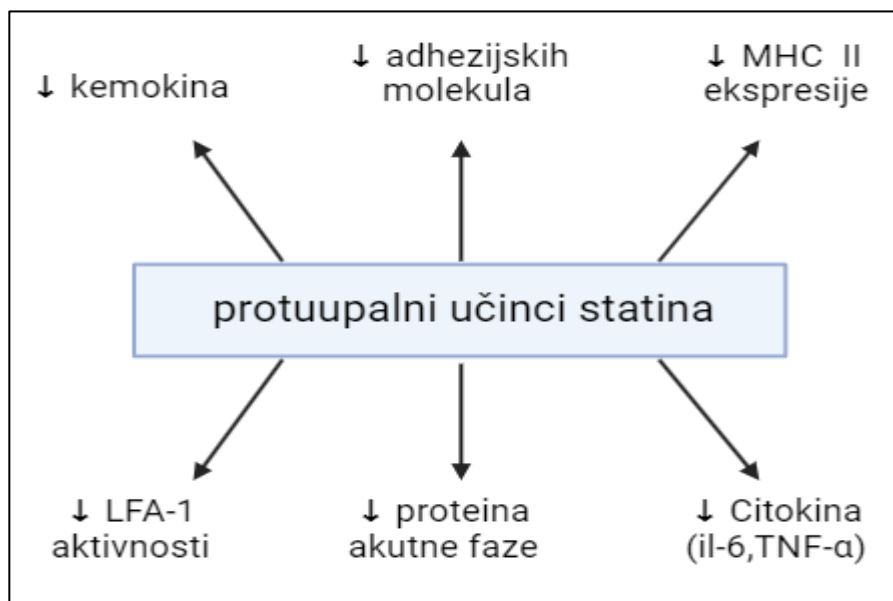 ↓ kemokina
↓ adhezijskih
molekula
↓ MHC II
ekspresije
protuupalni učinci statina
↓ LFA-1
aktivnosti
↓ proteina
akutne faze
↓ Citokina
(il-6,TNF-α)